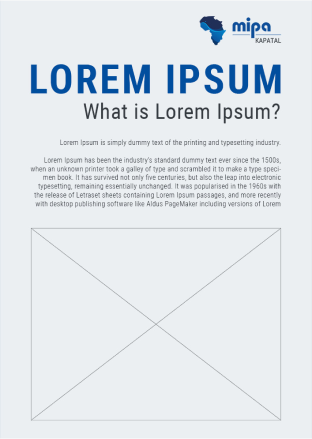 mipa
KAPATAL
LOREM IPSUM
What is Lorem Ipsum?
Lorem Ipsum is simply dummy text of the printing and typesetting industry.
Lorem Ipsum has been the industry's standard dummy text ever since the 1500s,
when an unknown printer took a galley of type and scrambled it to make a type speci-
men book. It has survived not only five centuries, but also the leap into electronic
typesetting, remaining essentially unchanged. It was popularised in the 1960s with
the release of Letraset sheets containing Lorem Ipsum passages, and more recently
with desktop publishing software like Aldus PageMaker including versions of Lorem